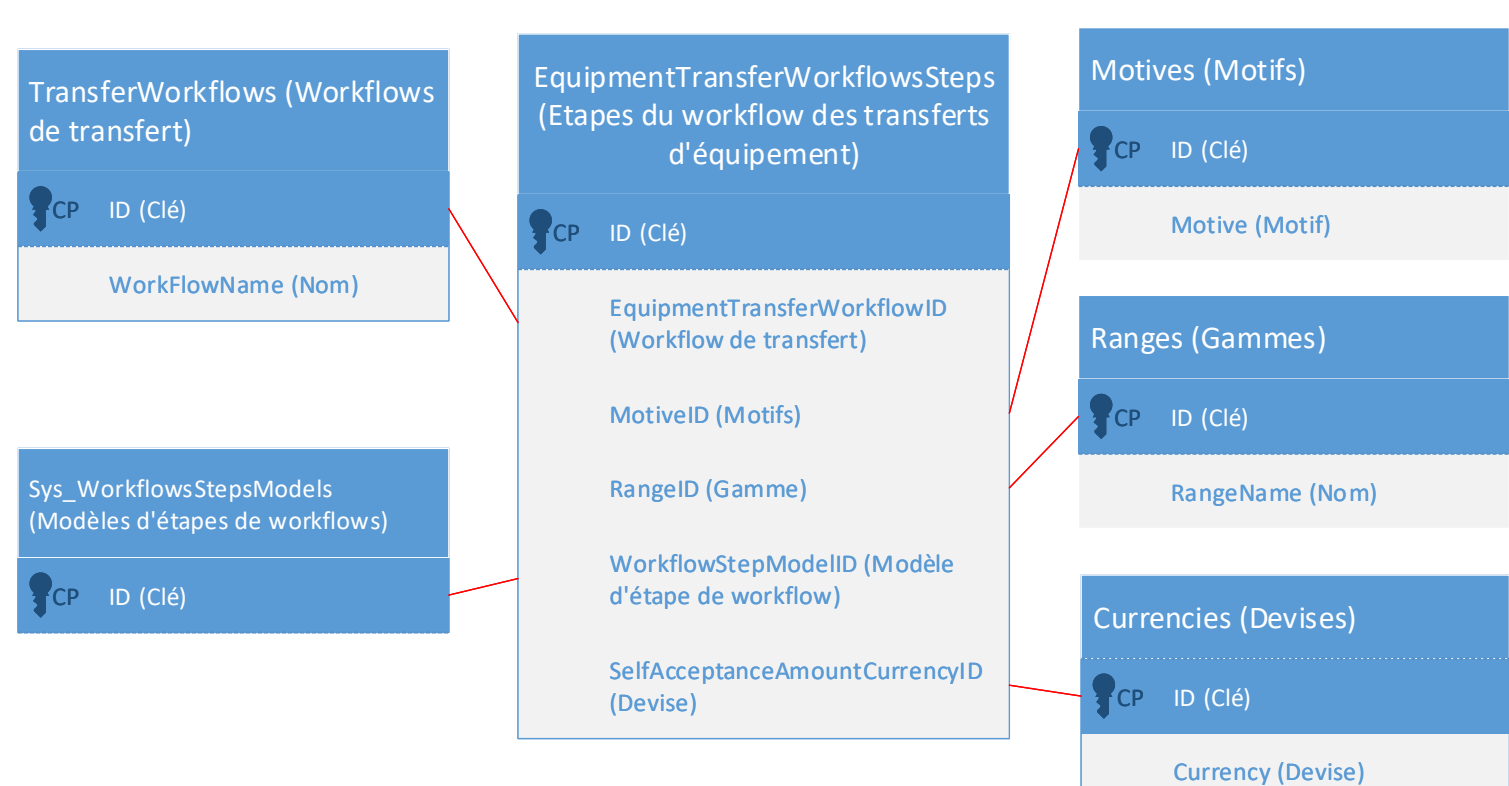 TransferWorkflows (Workflows
de transfert)
CP ID (Clé)
WorkFlowName (Nom)
Sys_WorkflowsStepsModels
(Modèles d'étapes de workflows)
CP ID (Clé)
EquipmentTransferWorkflowsSteps
(Etapes du workflow des transferts
d'équipement)
CP ID (Clé)
EquipmentTransferWorkflowID
(Workflow de transfert)
MotiveID (Motifs)
RangeID (Gamme)
WorkflowStepModelID (Modèle
d'étape de workflow)
SelfAcceptanceAmountCurrencyID
(Devise)
Motives (Motifs)
CP ID (Clé)
Motive (Motif)
Ranges (Gammes)
CP ID (Clé)
RangeName (Nom)
Currencies (Devises)
CP ID (Clé)
Currency (Devise)